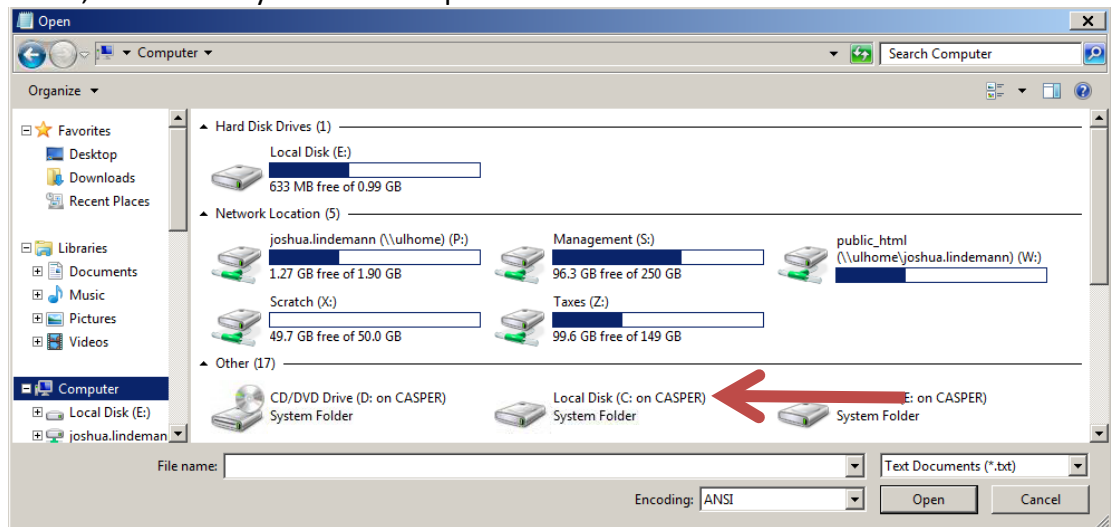 Open
Computer
Search Computer
Organize
Favorites
Desktop
Downloads
Recent Places
Libraries
Documents
Music
Pictures
Videos
Computer
Local Disk (E:)
joshua.lindeman
Hard Disk Drives (1)
Local Disk (E:)
633 MB free of 0.99 GB
Network Location (5)
joshua.lindemann (\\ulhome) (P:)
1.27 GB free of 1.90 GB
Management (S:)
96.3 GB free of 250 GB
public_html
(\\ulhome\joshua.lindemann) (W:)
Scratch (X:)
49.7 GB free of 50.0 GB
Taxes (Z:)
99.6 GB free of 149 GB
Other (17)
CD/DVD Drive (D: on CASPER)
System Folder
Local Disk (C: on CASPER)
System Folder
on CASPER)
System Folder
File name:
Text Documents (*.txt)
Encoding:
ANSI
Open
Cancel